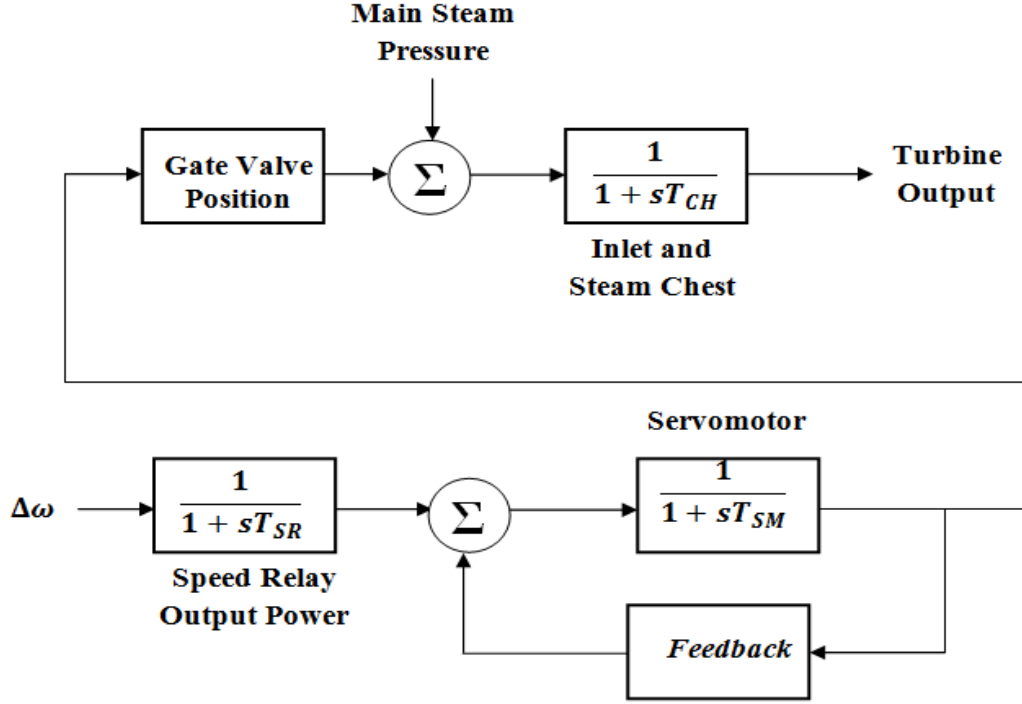 Main Steam
Pressure
Gate Valve
Position
Σ
1
1 + sT_CH
Turbine
Output
Inlet and
Steam Chest
Servomotor
Δω
1
1 + sT_SR
Σ
1
1 + sT_SM
Speed Relay
Output Power
Feedback